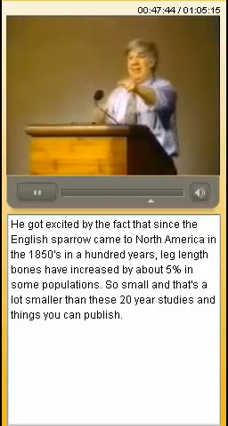 00:47:44 / 01:05:15
He got excited by the fact that since the
English sparrow came to North America in
the 1850's in a hundred years, leg length
bones have increased by about 5% in
some populations. So small and that's a
lot smaller than these 20 year studies and
things you can publish.